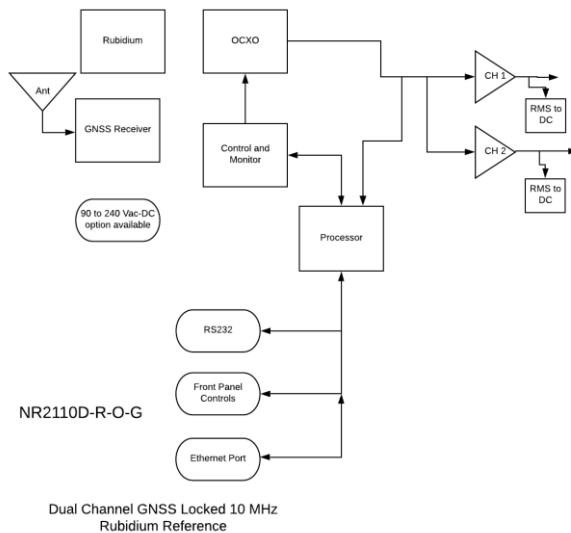 Rubidium
OCXO
Ant
GNSS Receiver
Control and
Monitor
CH 1
RMS to
DC
CH 2
RMS to
DC
90 to 240 Vac-DC
option available
Processor
RS232
Front Panel
Controls
NR2110D-R-O-G
Ethernet Port
Dual Channel GNSS Locked 10 MHz
Rubidium Reference